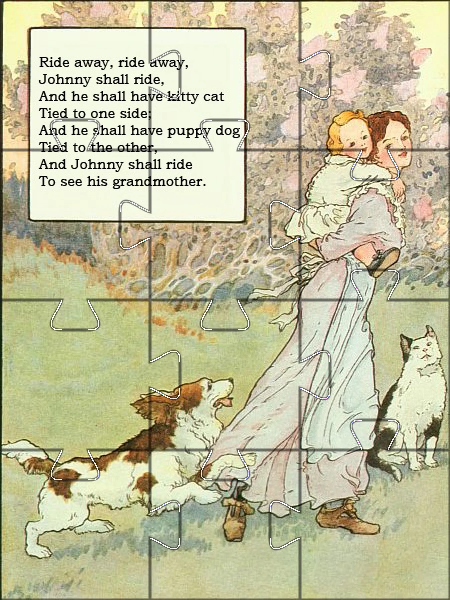 Ride away, ride away,
Johnny shall ride,
And he shall have kitty cat
Tied to one side;
And he shall have puppy dog
Tied to the other,
And Johnny shall ride
To see his grandmother.